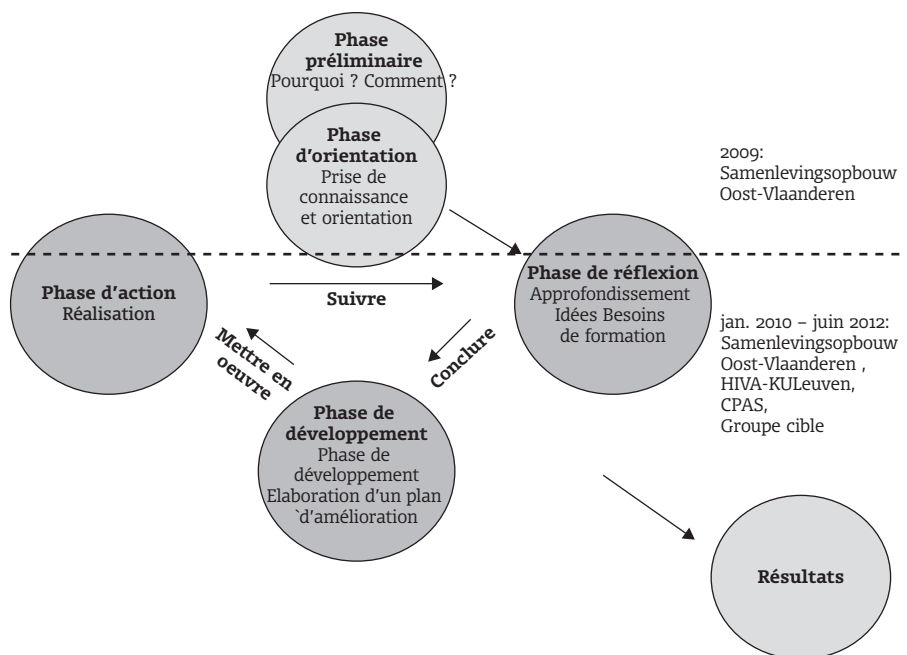 Phase
préliminaire
Pourquoi ? Comment ?
Phase
d'orientation
Prise de
connaissance
et orientation
2009:
Samenlevingsopbouw
Oost-Vlaanderen
Phase d'action
Réalisation
Suivre
Phase de réflexion
Approfondissement
Idées Besoins
de formation
jan. 2010 – juin 2012:
Samenlevingsopbouw
Oost-Vlaanderen ,
HIVA-KULeuven,
CPAS,
Groupe cible
Mettre en
oeuvre
Conclure
Phase de
développement
Phase de
développement
Elaboration d'un plan
`d'amélioration
Résultats